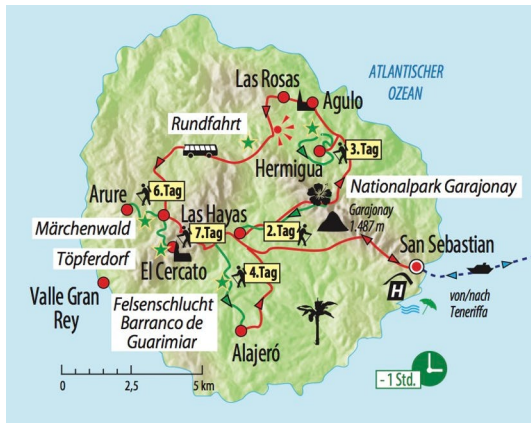 Las Rosas
Agulo
ATLANTISCHER
OZEAN
Rundfahrt
3.Tag
Hermigua
6.Tag
Nationalpark Garajonay
Arure
Las Hayas
Garajonay
1.487 m
Märchenwald
7.Tag
2.Tag
San Sebastian
Töpferdorf
El Cercato
4.Tag
H
Valle Gran
Rey
Felsenschlucht
Barranco de
Guarimiar
von/nach
Teneriffa
Alajeró
0 2,5 5 km
- 1 Std.